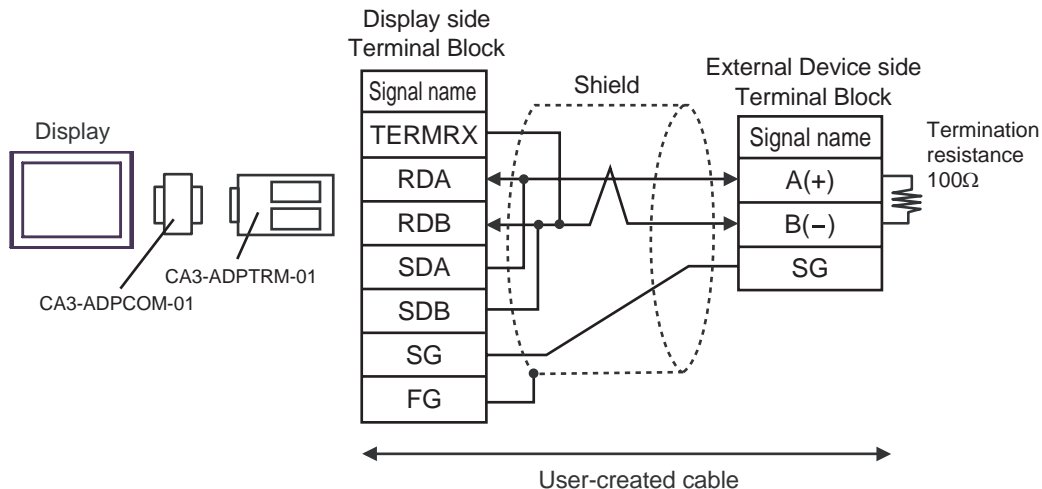 Display side
Terminal Block
Signal name
TERMRX
RDA
RDB
SDA
SDB
SG
FG
Shield
External Device side
Terminal Block
Signal name
A(+)
B(−)
SG
Termination
resistance
100Ω
Display
CA3-ADPTRM-01
CA3-ADPCOM-01
User-created cable